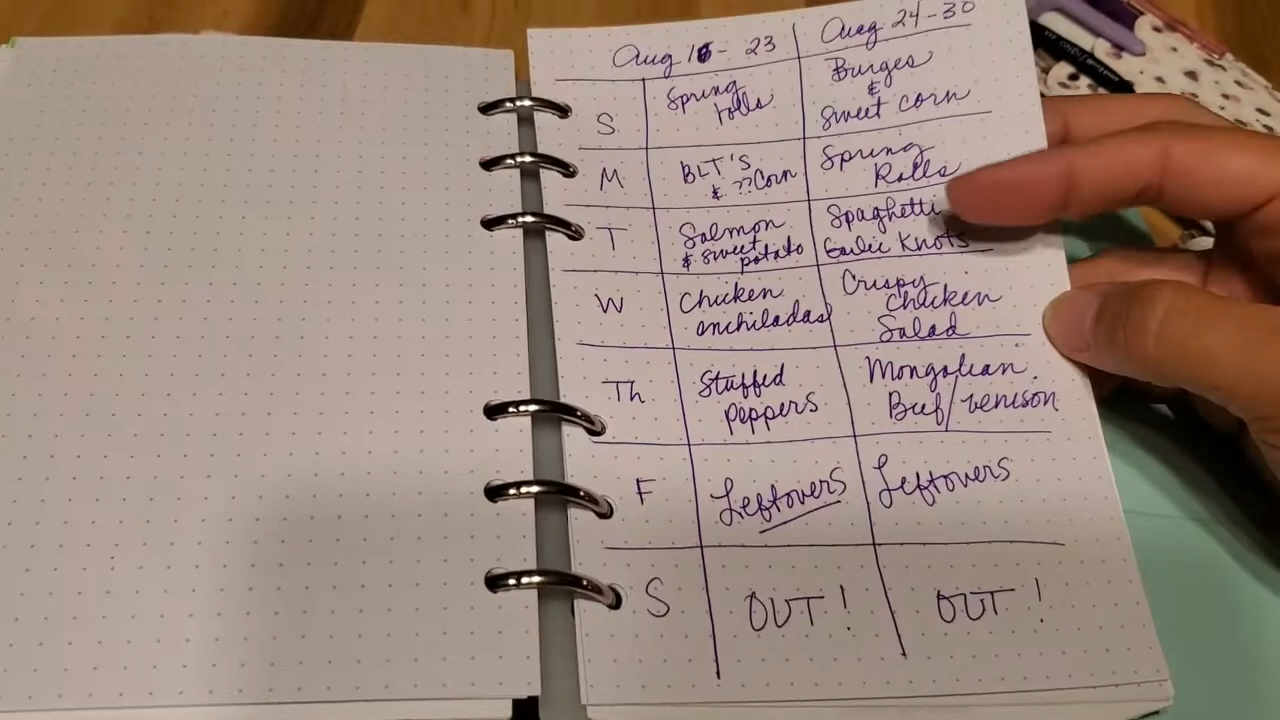 Aug 16 - 23 Aug 24-30
S Spring rolls Burges & Sweet corn
M BLT'S & ??Corn Spring Rolls
T Salmon & sweet potato Spaghetti Garlic Knots
W Chicken enchiladas Crispy Chicken Salad
Th Stuffed Peppers Mongolian Beef/venison
F Leftovers Leftovers
S OUT! OUT!